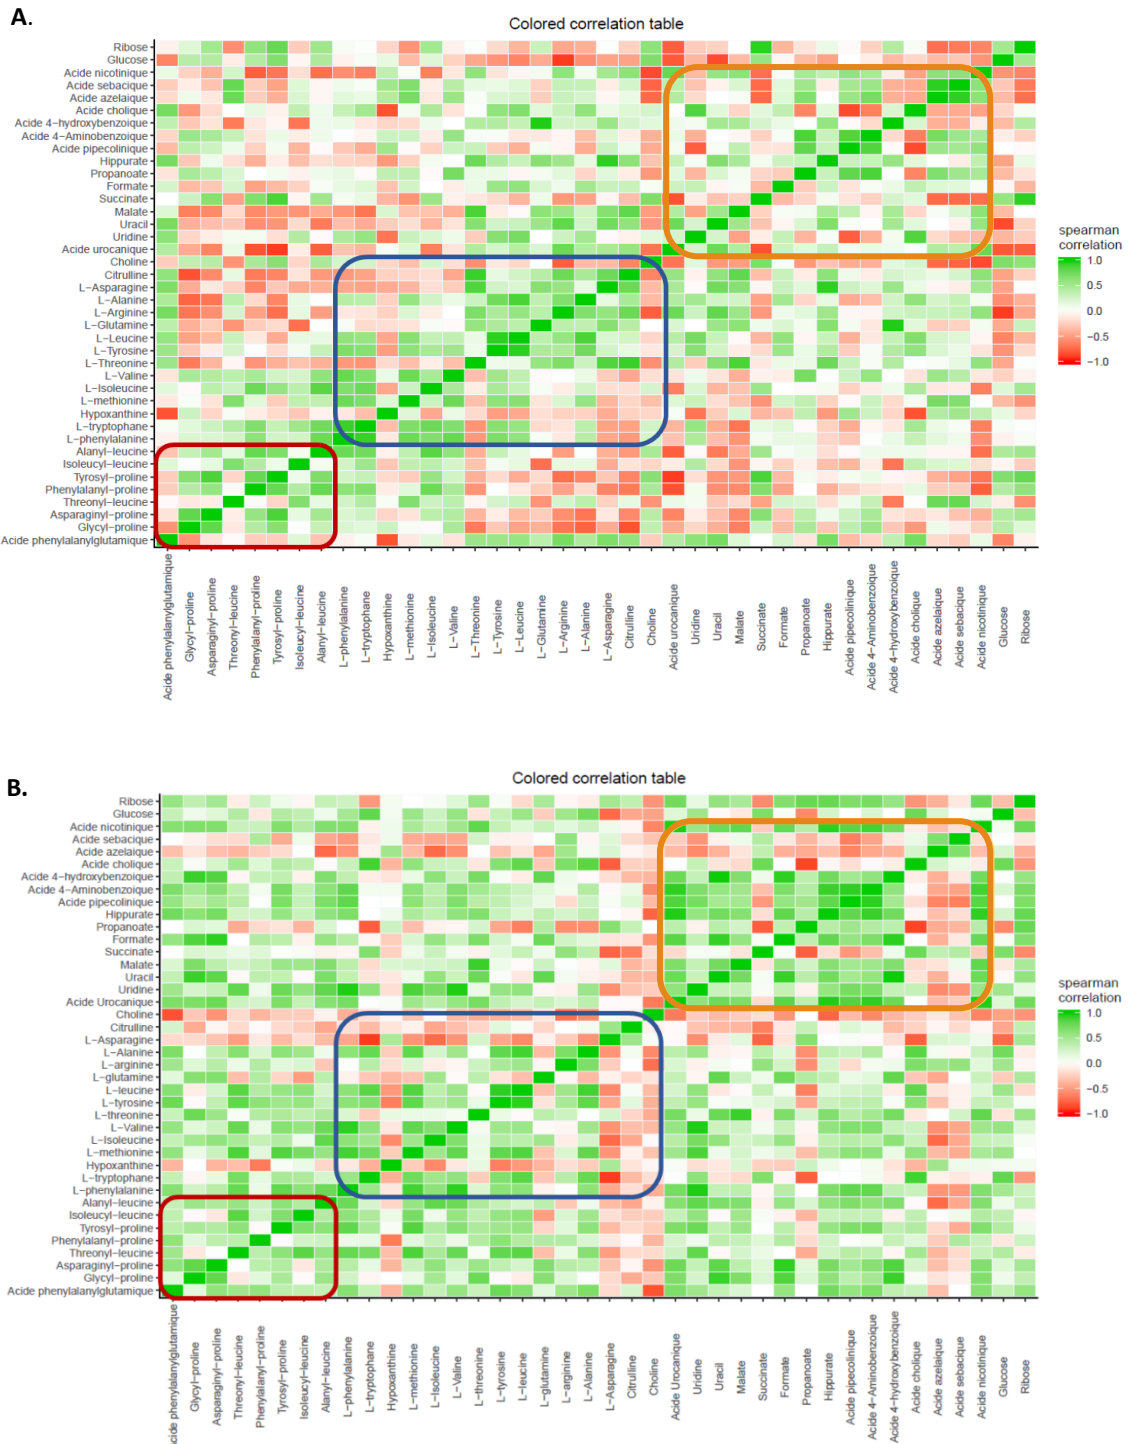 A.
Colored correlation table
Ribose
Glucose
Acide nicotinique
Acide sebacique
Acide azelaique
Acide cholique
Acide 4−hydroxybenzoique
Acide 4−Aminobenzoique
Acide pipecolinique
Hippurate
Propanoate
Formate
Succinate
Malate
Uracil
Uridine
Acide urocanique
Choline
Citrulline
L−Asparagine
L−Alanine
L−Arginine
L−Glutamine
L−Leucine
L−Tyrosine
L−Threonine
L−Valine
L−Isoleucine
L−methionine
Hypoxanthine
L−tryptophane
L−phenylalanine
Alanyl−leucine
Isoleucyl−leucine
Tyrosyl−proline
Phenylalanyl−proline
Threonyl−leucine
Asparaginyl−proline
Glycyl−proline
Acide phenylalanylglutamique
Acide phenylalanylglutamique
Glycyl−proline
Asparaginyl−proline
Threonyl−leucine
Phenylalanyl−proline
Tyrosyl−proline
Isoleucyl−leucine
Alanyl−leucine
L−phenylalanine
L−tryptophane
Hypoxanthine
L−methionine
L−Isoleucine
L−Valine
L−Threonine
L−Tyrosine
L−Leucine
L−Glutamine
L−Arginine
L−Alanine
L−Asparagine
Citrulline
Choline
Acide urocanique
Uridine
Uracil
Malate
Succinate
Formate
Propanoate
Hippurate
Acide pipecolinique
Acide 4−Aminobenzoique
Acide 4−hydroxybenzoique
Acide cholique
Acide azelaique
Acide sebacique
Acide nicotinique
Glucose
Ribose
spearman
correlation
1.0
0.5
0.0
−0.5
−1.0
B.
Colored correlation table
Ribose
Glucose
Acide nicotinique
Acide sebacique
Acide azelaique
Acide cholique
Acide 4−hydroxybenzoique
Acide 4−Aminobenzoique
Acide pipecolinique
Hippurate
Propanoate
Formate
Succinate
Malate
Uracil
Uridine
Acide Urocanique
Choline
Citrulline
L−Asparagine
L−Alanine
L−arginine
L−glutamine
L−leucine
L−tyrosine
L−threonine
L−Valine
L−Isoleucine
L−methionine
Hypoxanthine
L−tryptophane
L−phenylalanine
Alanyl−leucine
Isoleucyl−leucine
Tyrosyl−proline
Phenylalanyl−proline
Threonyl−leucine
Asparaginyl−proline
Glycyl−proline
Acide phenylalanylglutamique
cide phenylalanylglutamique
Glycyl−proline
Asparaginyl−proline
Threonyl−leucine
Phenylalanyl−proline
Tyrosyl−proline
Isoleucyl−leucine
Alanyl−leucine
L−phenylalanine
L−tryptophane
Hypoxanthine
L−methionine
L−Isoleucine
L−Valine
L−threonine
L−tyrosine
L−leucine
L−glutamine
L−arginine
L−Alanine
L−Asparagine
Citrulline
Choline
Acide Urocanique
Uridine
Uracil
Malate
Succinate
Formate
Propanoate
Hippurate
Acide pipecolinique
Acide 4−Aminobenzoique
Acide 4−hydroxybenzoique
Acide cholique
Acide azelaique
Acide sebacique
Acide nicotinique
Glucose
Ribose
spearman
correlation
1.0
0.5
0.0
−0.5
−1.0